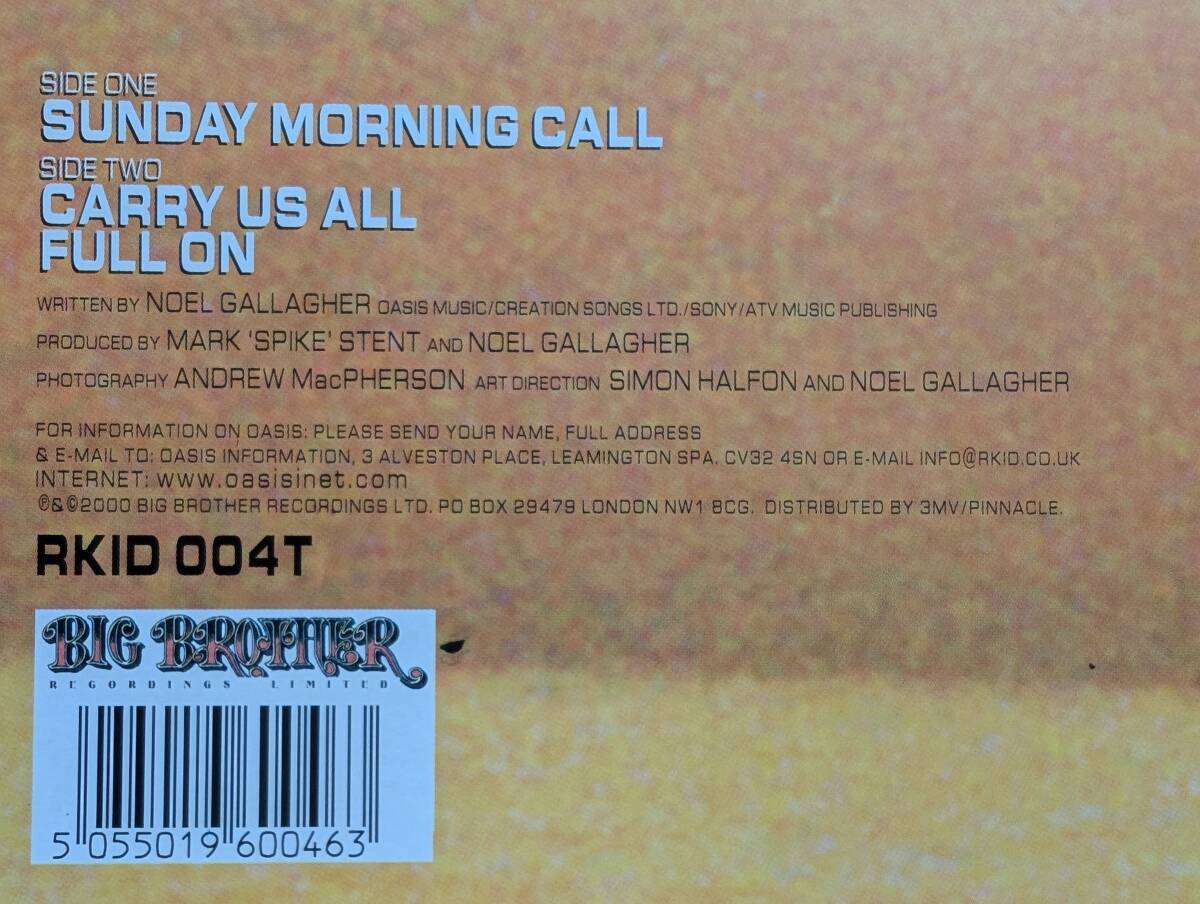 SIDE ONE
SUNDAY MORNING CALL
SIDE TWO
CARRY US ALL
FULL ON
WRITTEN BY NOEL GALLAGHER OASIS MUSIC/CREATION SONGS LTD./SONY/ATV MUSIC PUBLISHING
PRODUCED BY MARK 'SPIKE' STENT AND NOEL GALLAGHER
PHOTOGRAPHY ANDREW MacPHERSON ART DIRECTION SIMON HALFON AND NOEL GALLAGHER
FOR INFORMATION ON OASIS: PLEASE SEND YOUR NAME, FULL ADDRESS
& E-MAIL TO: OASIS INFORMATION, 3 ALVESTON PLACE, LEAMINGTON SPA. CV32 4SN OR E-MAIL INFO@RKID.CO.UK
INTERNET: www.oasisinet.com
℗&©2000 BIG BROTHER RECORDINGS LTD. PO BOX 29479 LONDON NW1 8CG. DISTRIBUTED BY 3MV/PINNACLE.
RKID 004T
BIG BROTHER
RECORDINGS LIMITED
5 055019 600463